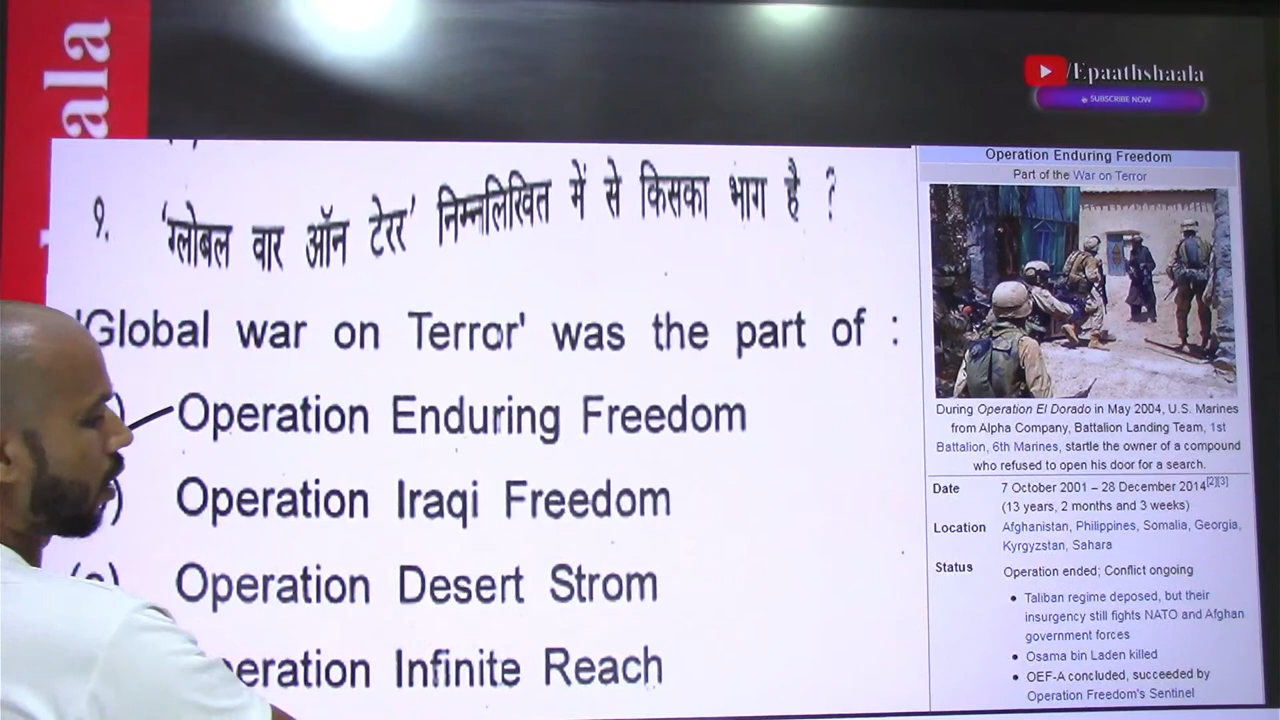 ala
/Epaathshaala
SUBSCRIBE NOW
१. 'ग्लोबल वार ऑन टेरर' निम्नलिखित में से किसका भाग है ?
'Global war on Terror' was the part of :
Operation Enduring Freedom
Operation Iraqi Freedom
Operation Desert Strom
eration Infinite Reach
Operation Enduring Freedom
Part of the War on Terror
During Operation El Dorado in May 2004, U.S. Marines
from Alpha Company, Battalion Landing Team, 1st
Battalion, 6th Marines, startle the owner of a compound
who refused to open his door for a search.
Date 7 October 2001 – 28 December 2014[2][3]
(13 years, 2 months and 3 weeks)
Location Afghanistan, Philippines, Somalia, Georgia,
Kyrgyzstan, Sahara
Status Operation ended; Conflict ongoing
• Taliban regime deposed, but their
insurgency still fights NATO and Afghan
government forces
• Osama bin Laden killed
• OEF-A concluded, succeeded by
Operation Freedom's Sentinel